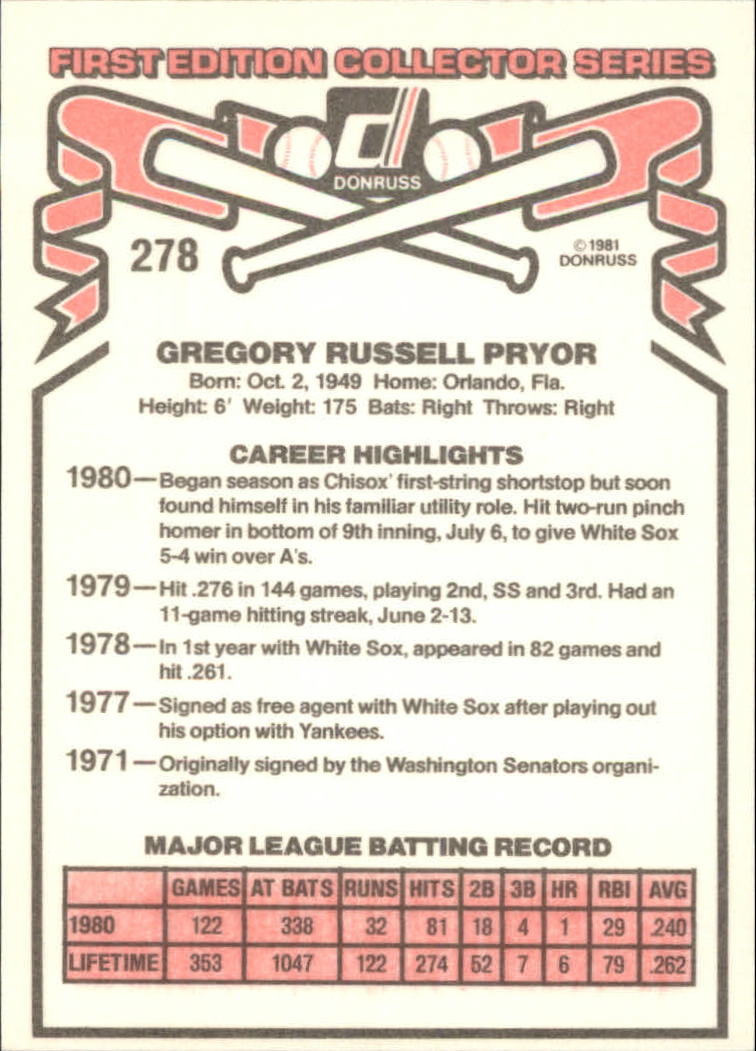 FIRST EDITION COLLECTOR SERIES
d
DONRUSS
278
© 1981
DONRUSS
GREGORY RUSSELL PRYOR
Born: Oct. 2, 1949 Home: Orlando, Fla.
Height: 6' Weight: 175 Bats: Right Throws: Right
CAREER HIGHLIGHTS
1980—Began season as Chisox' first-string shortstop but soon
found himself in his familiar utility role. Hit two-run pinch
homer in bottom of 9th inning, July 6, to give White Sox
5-4 win over A's.
1979—Hit .276 in 144 games, playing 2nd, SS and 3rd. Had an
11-game hitting streak, June 2-13.
1978—In 1st year with White Sox, appeared in 82 games and
hit .261.
1977—Signed as free agent with White Sox after playing out
his option with Yankees.
1971—Originally signed by the Washington Senators organi-
zation.
MAJOR LEAGUE BATTING RECORD
GAMES AT BATS RUNS HITS 2B 3B HR RBI AVG
1980 122 338 32 81 18 4 1 29 .240
LIFETIME 353 1047 122 274 52 7 6 79 .262